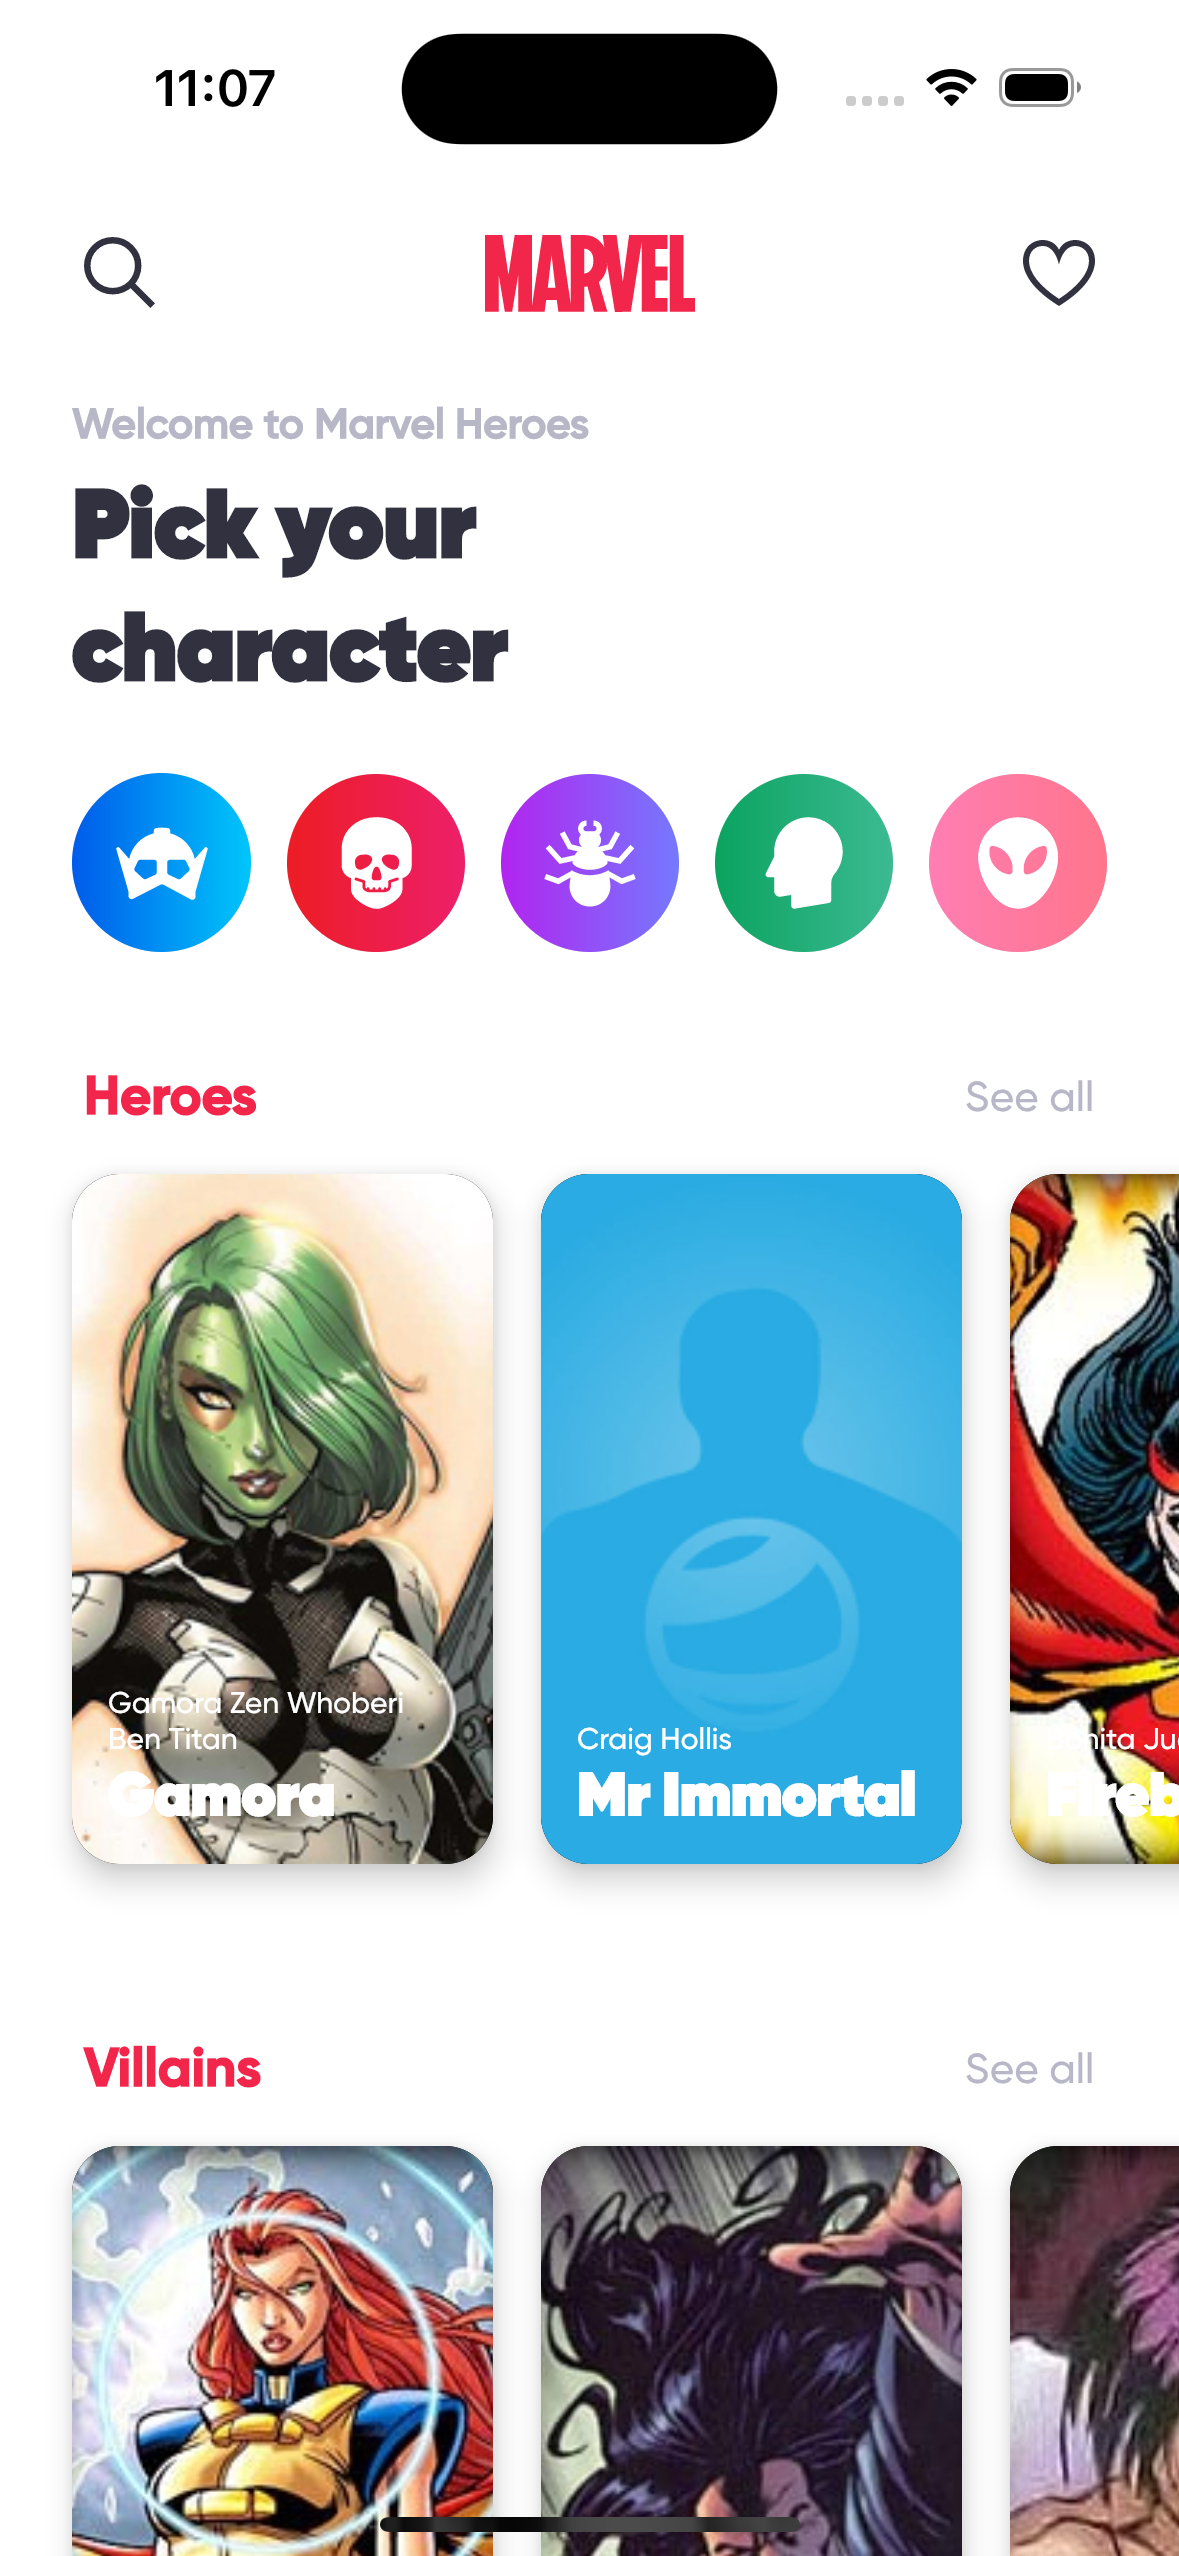 11:07
MARVEL
Welcome to Marvel Heroes
Pick your
character
Heroes
See all
Gamora Zen Whoberi
Ben Titan
Gamora
Craig Hollis
Mr Immortal
Villains
See all